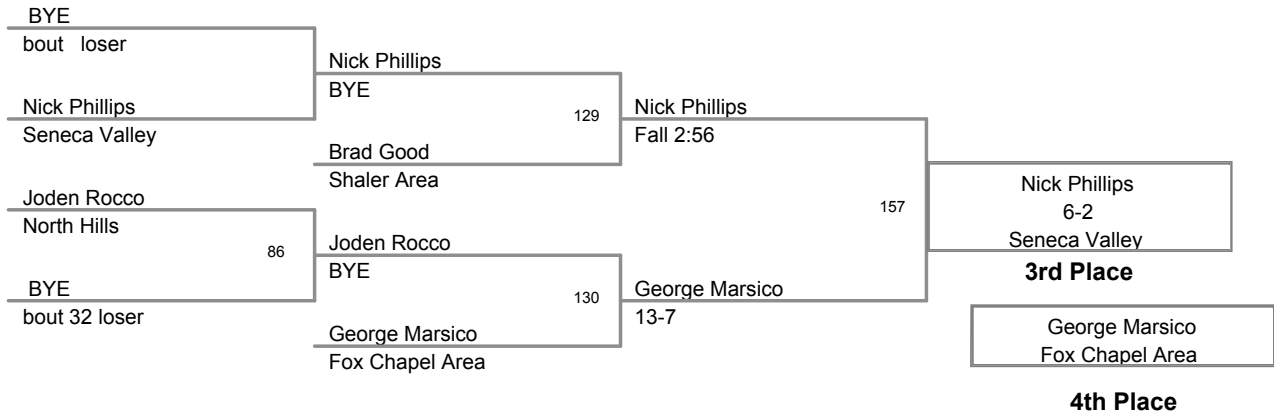 BYE
bout loser
Nick Phillips
BYE
Nick Phillips
Seneca Valley
129
Nick Phillips
Fall 2:56
Brad Good
Shaler Area
Joden Rocco
North Hills
157
Nick Phillips
6-2
Seneca Valley
3rd Place
86
Joden Rocco
BYE
BYE
bout 32 loser
130
George Marsico
13-7
George Marsico
Fox Chapel Area
George Marsico
Fox Chapel Area
4th Place